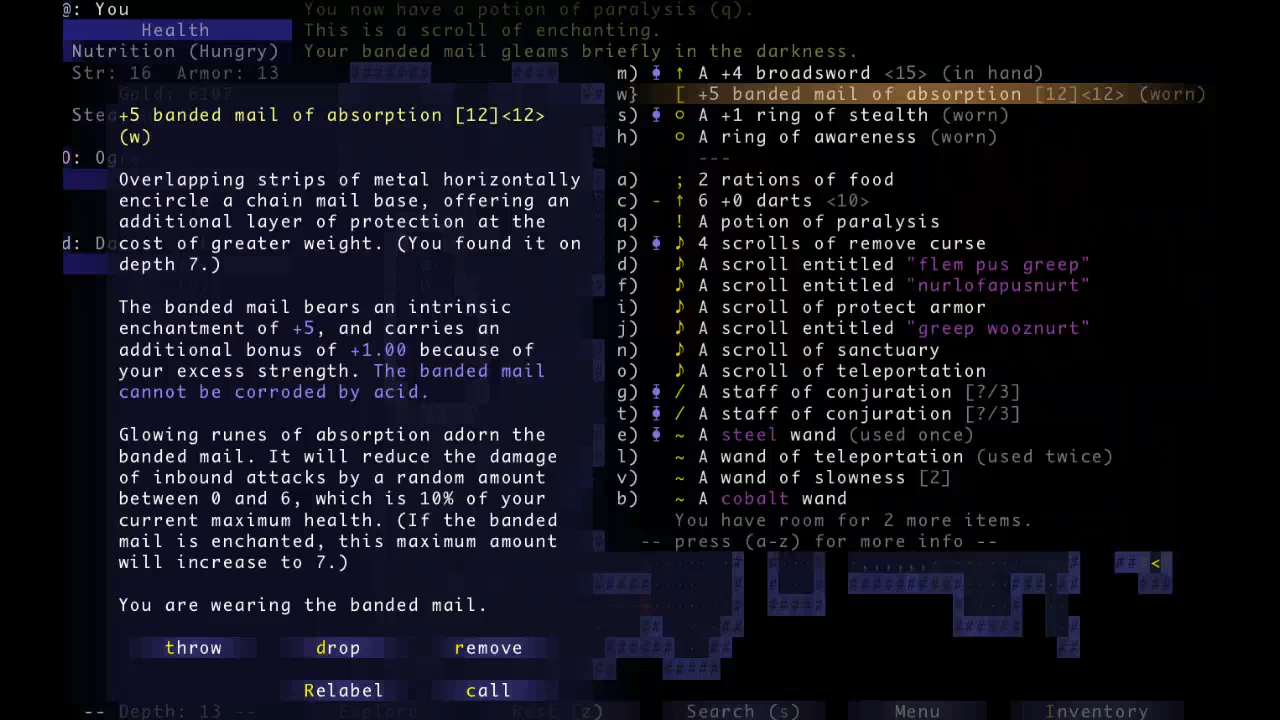 @: You
You now have a potion of paralysis (q).
Health
This is a scroll of enchanting.
Nutrition (Hungry)
Your banded mail gleams briefly in the darkness.
Str: 16 Armor: 13
Gold: 6107
+5 banded mail of absorption [12]<12>
(w)
Overlapping strips of metal horizontally
encircle a chain mail base, offering an
additional layer of protection at the
cost of greater weight. (You found it on
depth 7.)
The banded mail bears an intrinsic
enchantment of +5, and carries an
additional bonus of +1.00 because of
your excess strength. The banded mail
cannot be corroded by acid.
Glowing runes of absorption adorn the
banded mail. It will reduce the damage
of inbound attacks by a random amount
between 0 and 6, which is 10% of your
current maximum health. (If the banded
mail is enchanted, this maximum amount
will increase to 7.)
You are wearing the banded mail.
throw drop remove
Relabel call
m) ↑ A +4 broadsword <15> (in hand)
w} [ +5 banded mail of absorption [12]<12> (worn)
s) o A +1 ring of stealth (worn)
h) o A ring of awareness (worn)
---
a) ; 2 rations of food
c) - ↑ 6 +0 darts <10>
q) ! A potion of paralysis
p) ♪ 4 scrolls of remove curse
d) ♪ A scroll entitled "flem pus greep"
f) ♪ A scroll entitled "nurlofapusnurt"
i) ♪ A scroll of protect armor
j) ♪ A scroll entitled "greep wooznurt"
n) ♪ A scroll of sanctuary
o) ♪ A scroll of teleportation
g) / A staff of conjuration [?/3]
t) / A staff of conjuration [?/3]
e) ~ A steel wand (used once)
l) ~ A wand of teleportation (used twice)
v) ~ A wand of slowness [2]
b) ~ A cobalt wand
You have room for 2 more items.
-- press (a-z) for more info --
-- Depth: 13 -- Explore Rest (z) Search (s) Menu Inventory